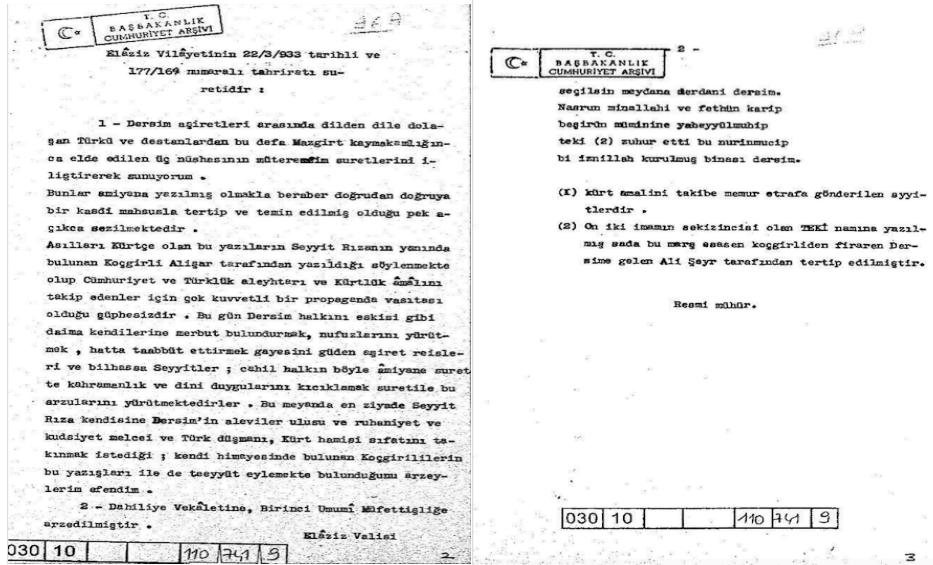 T. C.
BAŞBAKANLIK
CUMHURİYET ARŞİVİ
Elâziz Vilâyetinin 22/3/933 tarihli ve
177/169 numaralı tahriratı su-
retidir :
1 - Dersim aşiretleri arasında dilden dile dola-
şan Türkü ve destanlardan bu defa Mazgirt kaymakamlığın-
ca elde edilen üç nüshasının suretlerini i-
liştirerek sunuyorum .
Bunlar amiyana yazılmış olmakla beraber doğrudan doğruya
bir kasdi mahsusla tertip ve temin edilmiş olduğu pek a-
çıkca sezilmektedir .
Asılları Kürtçe olan bu yazıların Seyyit Rızanın yanında
bulunan Koçgirli Alişar tarafından yazıldığı söylenmekte
olup Cümhuriyet ve Türklük aleyhtarı ve Kürtlük âmâlını
takip edenler için çok kuvvetli bir propaganda vasıtası
olduğu şüphesizdir . Bu gün Dersim halkını eskisi gibi
daima kendilerine merbut bulundurmak, nufuzlarını yürüt-
mek , hatta taabbüt ettirmek gayesini güden aşiret reisle-
ri ve bilhassa Seyyitler ; cahil halkın böyle âmiyane suret
te kahramanlık ve dini duygularını kıcıklamak suretile bu
arzularını yürütmektedirler . Bu meyanda en ziyade Seyyit
Rıza kendisine Dersim'in aleviler ulusu ve ruhaniyet ve
kudsiyet melcei ve Türk düşmanı, Kürt hamisi sıfatını ta-
kınmak istediği ; kendi himayesinde bulunan Koçgirililerin
bu yazışları ile de teeyyüt eylemekte bulunduğunu arzey-
lerim efendim .
2 - Dahiliye Vekâletine, Birinci Umumî Müfettişliğe
arzedilmiştir .
Elâziz Valisi
030 10 110 741 9
2
- 2 -
T. C.
BAŞBAKANLIK
CUMHURİYET ARŞİVİ
seçilsin meydana merdani dersim.
Nasrun minallahi ve fethün karip
beşirün müminine yaheyyülmuhip
teki (2) zuhur etti bu nurinmucip
bi iznillah kurulmuş binası dersim.
(I) kürt amalini takibe memur etrafa gönderilen syyi-
tlerdir .
(2) On iki imamın sekizincisi olan TEKİ namına yazıl-
mış sada bu marş esasen koçgirliden firaren Der-
sime gelen Ali Şeyr tarafından tertip edilmiştir.
Resmi mühür.
030 10 110 741 9
3